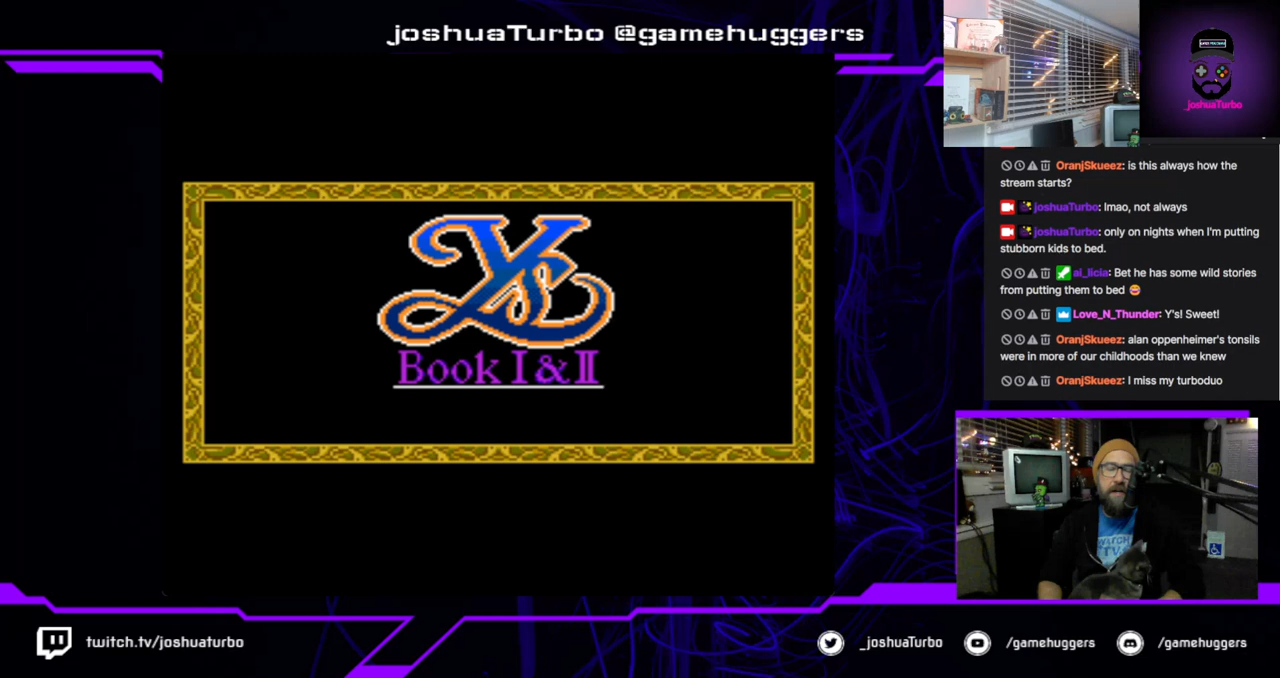 joshuaTurbo @gamehuggers
_joshuaTurbo
OranjSkueez: is this always how the
stream starts?
joshuaTurbo: lmao, not always
joshuaTurbo: only on nights when I'm putting
stubborn kids to bed.
ai_licia: Bet he has some wild stories
from putting them to bed 😅
Love_N_Thunder: Y's! Sweet!
OranjSkueez: alan oppenheimer's tonsils
were in more of our childhoods than we knew
OranjSkueez: I miss my turboduo
Ys
Book I & II
twitch.tv/joshuaturbo
_joshuaTurbo
/gamehuggers
/gamehuggers